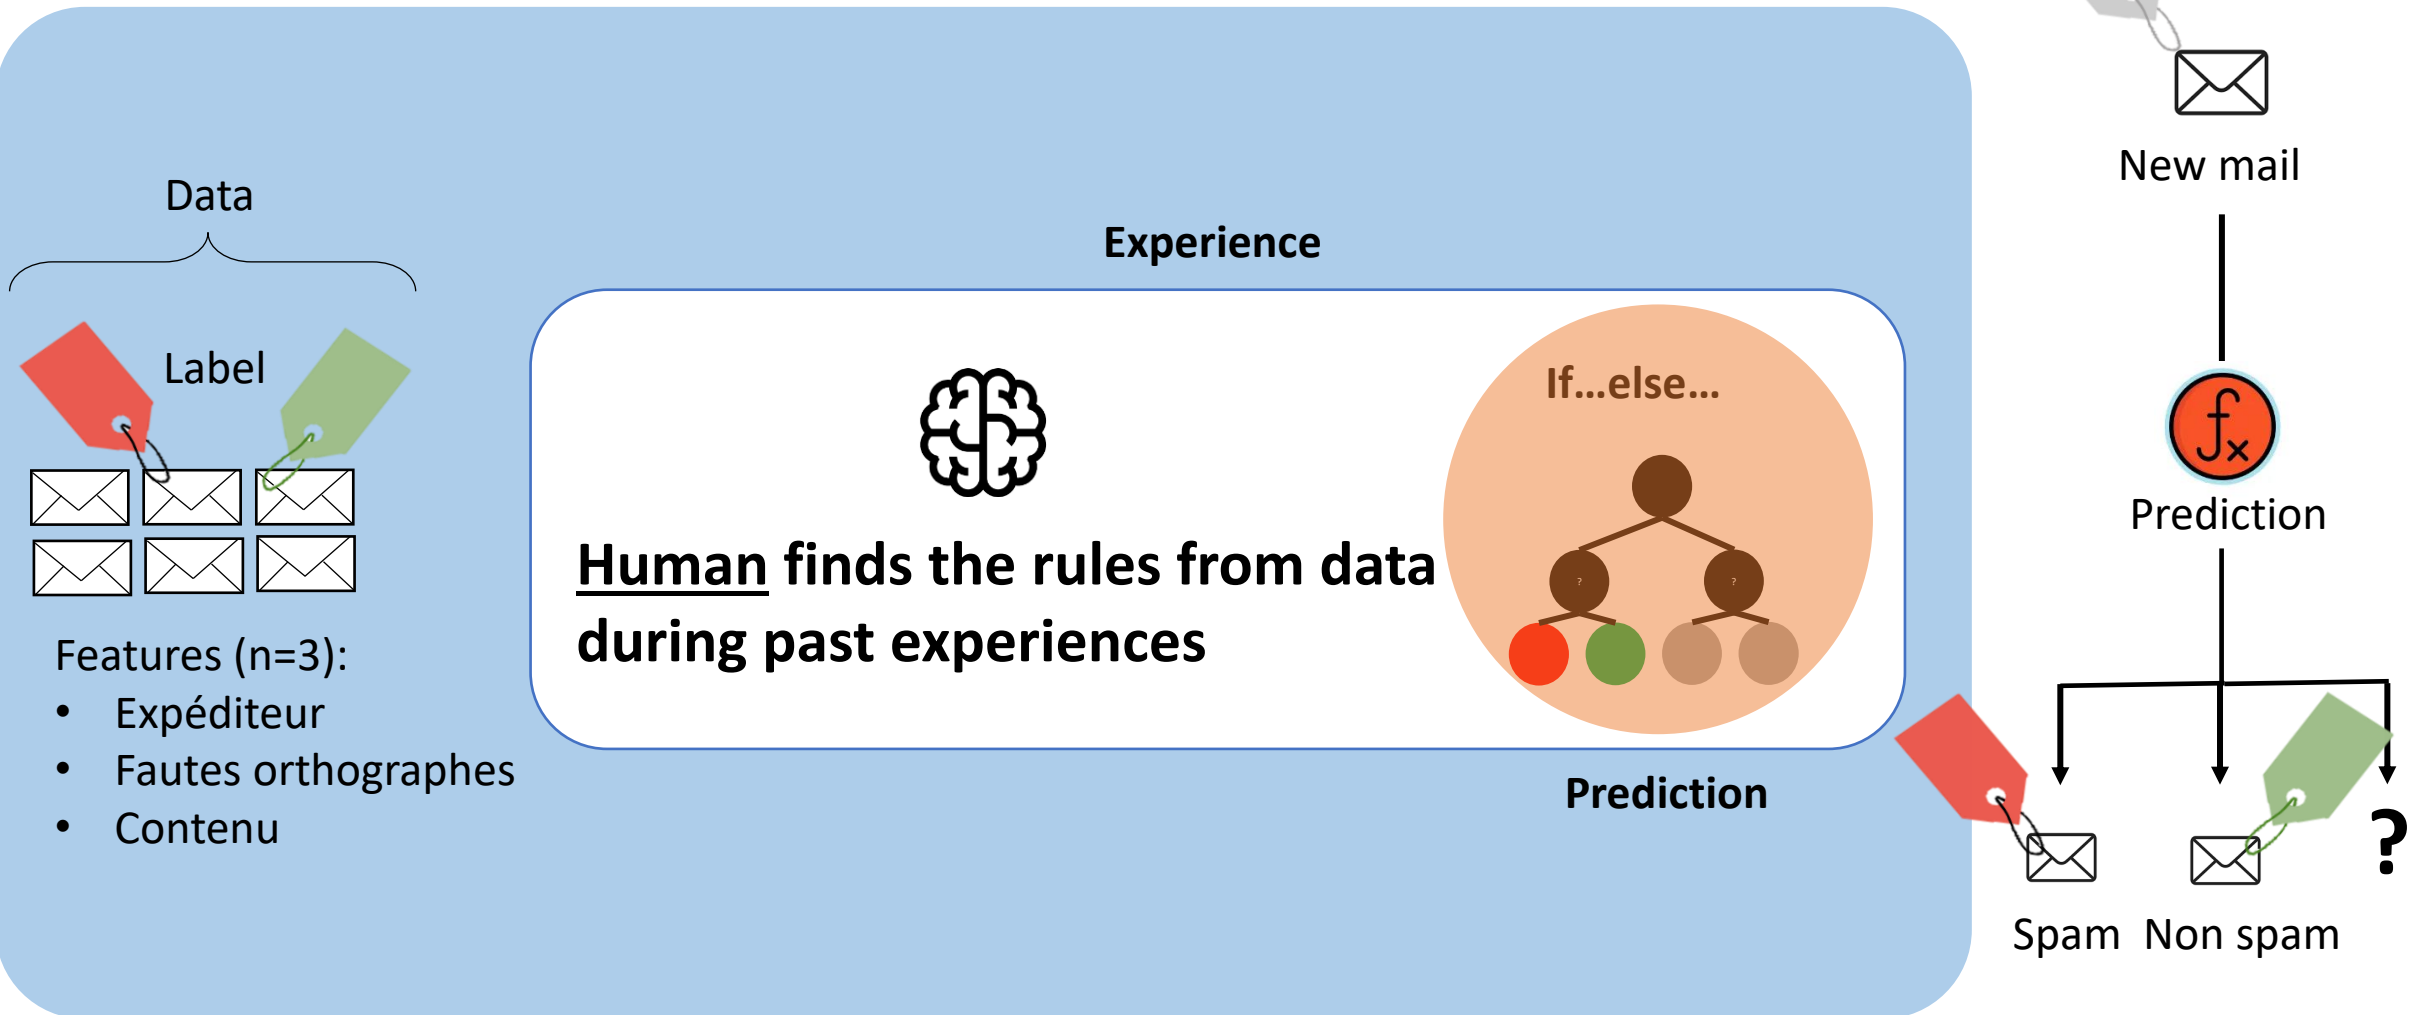 Data
Label
Features (n=3):
• Expéditeur
• Fautes orthographes
• Contenu
Experience
Human finds the rules from data
during past experiences
If...else...
?
?
Prediction
New mail
fx
Prediction
?
Spam
Non spam